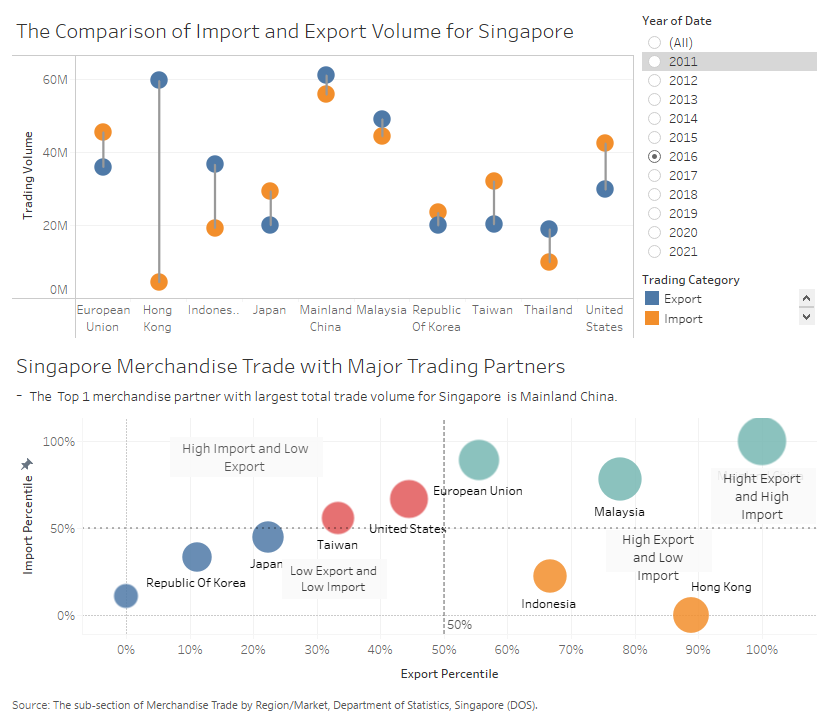 The Comparison of Import and Export Volume for Singapore
Year of Date
(All)
2011
2012
2013
2014
2015
2016
2017
2018
2019
2020
2021
Trading Category
Export
Import
Trading Volume
60M
40M
20M
0M
European Union
Hong Kong
Indones..
Japan
Mainland China
Malaysia
Republic Of Korea
Taiwan
Thailand
United States
Singapore Merchandise Trade with Major Trading Partners
- The Top 1 merchandise partner with largest total trade volume for Singapore is Mainland China.
Import Percentile
100%
50%
0%
High Import and Low
Export
European Union
Malaysia
Hight Export
and High
Import
United States
Taiwan
Japan
Republic Of Korea
Low Export and
Low Import
High Export
and Low
Import
Indonesia
Hong Kong
50%
0%
10%
20%
30%
40%
50%
60%
70%
80%
90%
100%
Export Percentile
Source: The sub-section of Merchandise Trade by Region/Market, Department of Statistics, Singapore (DOS).